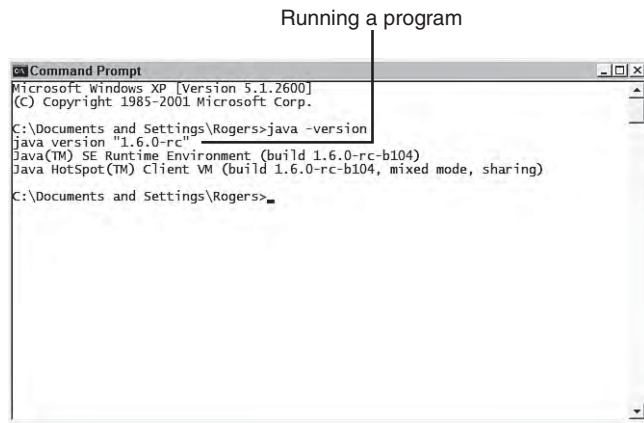 Running a program
Command Prompt
Microsoft Windows XP [Version 5.1.2600]
(C) Copyright 1985-2001 Microsoft Corp.
C:\Documents and Settings\Rogers>java -version
java version "1.6.0-rc"
Java(TM) SE Runtime Environment (build 1.6.0-rc-b104)
Java HotSpot(TM) Client VM (build 1.6.0-rc-b104, mixed mode, sharing)
C:\Documents and Settings\Rogers>